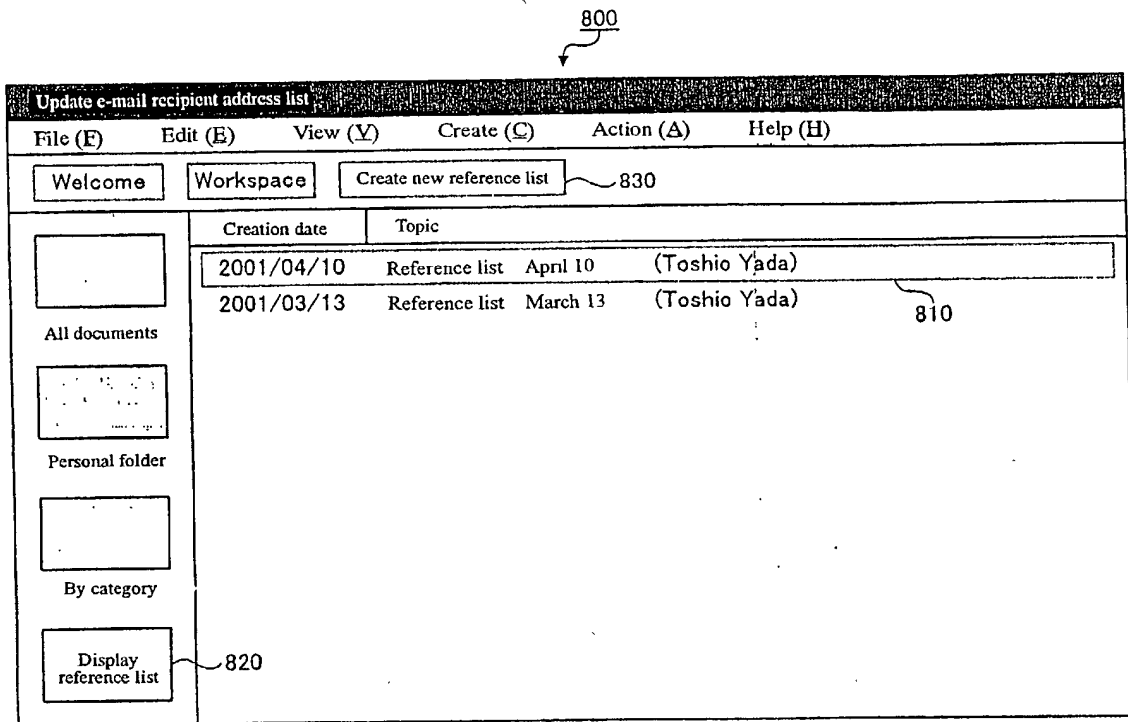 800
Update e-mail recipient address list
File (F) Edit (E) View (V) Create (C) Action (A) Help (H)
Welcome Workspace Create new reference list 830
Creation date Topic
2001/04/10 Reference list April 10 (Toshio Yada)
2001/03/13 Reference list March 13 (Toshio Yada)
810
All documents
Personal folder
By category
Display
reference list
820